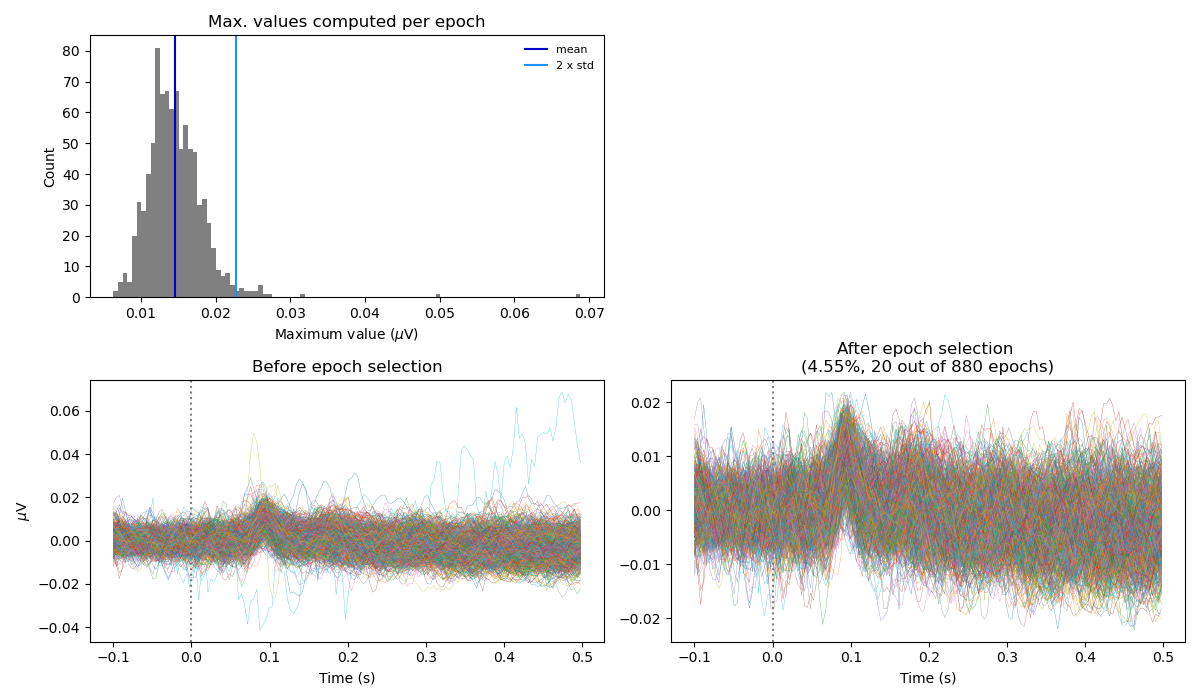 Max. values computed per epoch
80
70
60
50
40
30
20
10
0
Count
mean
2 x std
0.01 0.02 0.03 0.04 0.05 0.06 0.07
Maximum value (μV)
Before epoch selection
0.06
0.04
0.02
0.00
−0.02
−0.04
μV
−0.1 0.0 0.1 0.2 0.3 0.4 0.5
Time (s)
After epoch selection
(4.55%, 20 out of 880 epochs)
0.02
0.01
0.00
−0.01
−0.02
−0.1 0.0 0.1 0.2 0.3 0.4 0.5
Time (s)